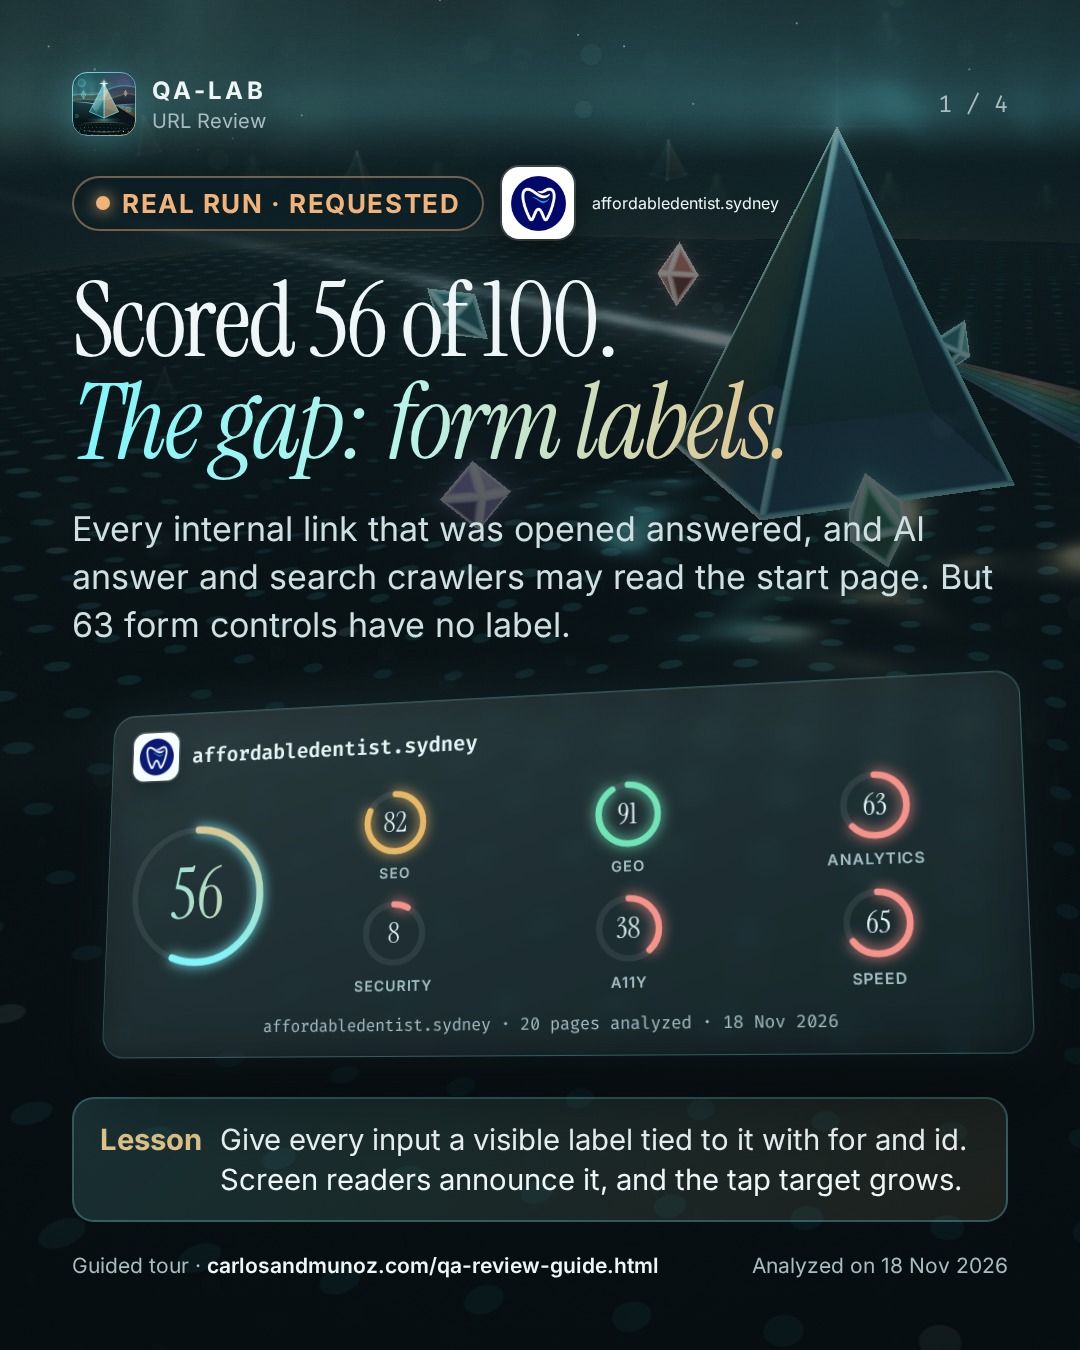 QA-LAB
URL Review
1 / 4
REAL RUN · REQUESTED
affordabledentist.sydney
Scored 56 of 100.
The gap: form labels.
Every internal link that was opened answered, and AI
answer and search crawlers may read the start page. But
63 form controls have no label.
affordabledentist.sydney
56
82
SEO
91
GEO
63
ANALYTICS
8
SECURITY
38
A11Y
65
SPEED
affordabledentist.sydney · 20 pages analyzed · 18 Nov 2026
Lesson Give every input a visible label tied to it with for and id.
Screen readers announce it, and the tap target grows.
Guided tour · carlosandmunoz.com/qa-review-guide.html
Analyzed on 18 Nov 2026